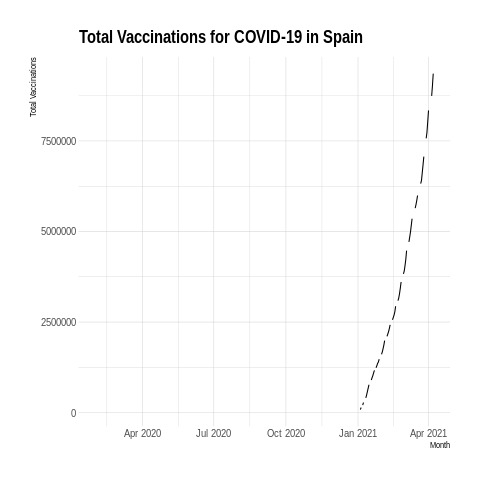 Total Vaccinations for COVID-19 in Spain
Total Vaccinations
7500000
5000000
2500000
0
Apr 2020 Jul 2020 Oct 2020 Jan 2021 Apr 2021
Month